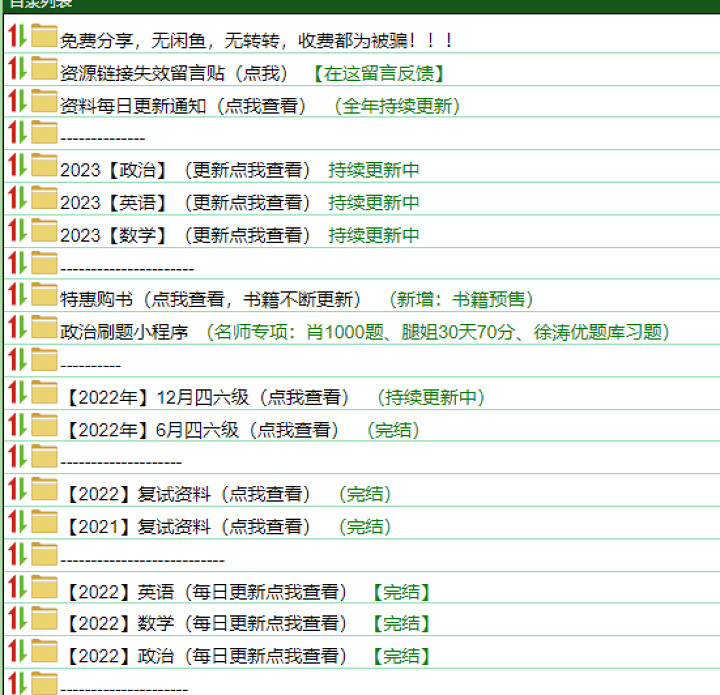 目录列表
免费分享，无闲鱼，无转转，收费都为被骗！！！
资源链接失效留言贴（点我）【在这留言反馈】
资料每日更新通知（点我查看）（全年持续更新）
--------------
2023【政治】（更新点我查看） 持续更新中
2023【英语】（更新点我查看） 持续更新中
2023【数学】（更新点我查看） 持续更新中
----------------------
特惠购书（点我查看，书籍不断更新）（新增：书籍预售）
政治刷题小程序（名师专项：肖1000题、腿姐30天70分、徐涛优题库习题）
----------
【2022年】12月四六级（点我查看）（持续更新中）
【2022年】6月四六级（点我查看）（完结）
--------------------
【2022】复试资料（点我查看）（完结）
【2021】复试资料（点我查看）（完结）
---------------------------
【2022】英语（每日更新点我查看）【完结】
【2022】数学（每日更新点我查看）【完结】
【2022】政治（每日更新点我查看）【完结】
---------------------